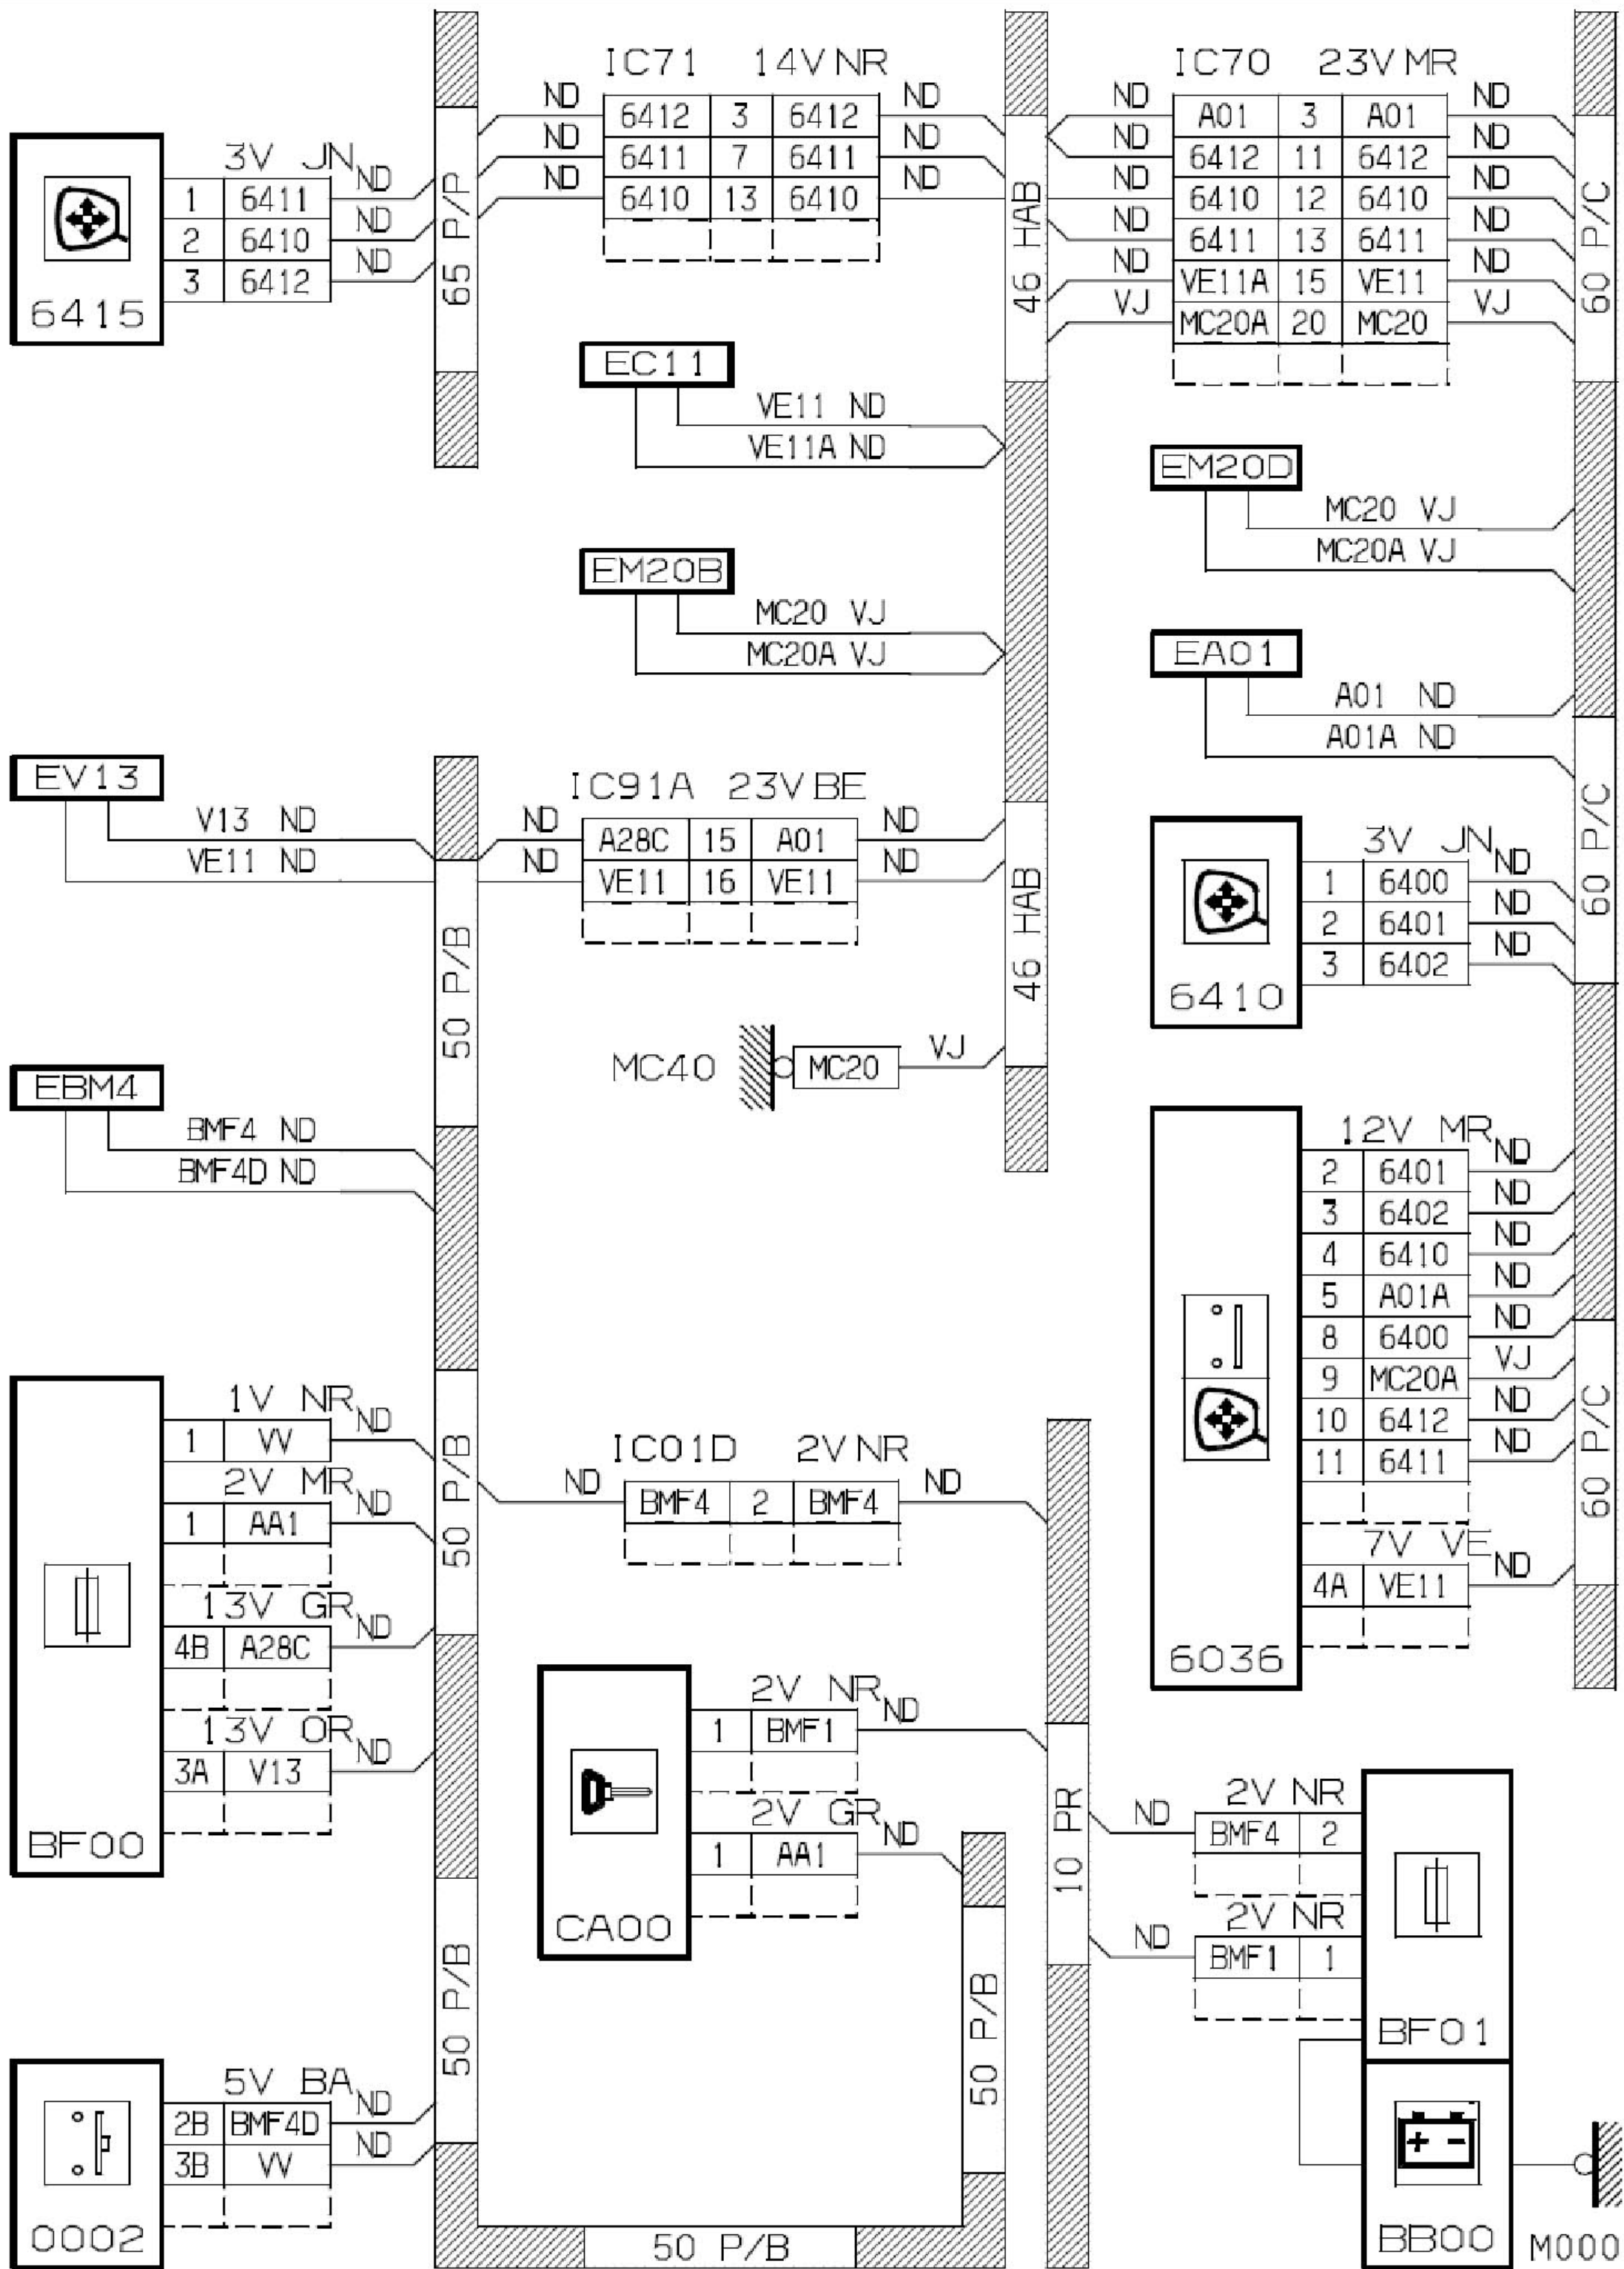 IC71 14V NR
ND 6412 3 6412 ND
ND 6411 7 6411 ND
ND 6410 13 6410 ND
IC70 23V MR
ND A01 3 A01 ND
ND 6412 11 6412 ND
ND 6410 12 6410 ND
ND 6411 13 6411 ND
ND VE11A 15 VE11 ND
VJ MC20A 20 MC20 VJ
3V JN
1 6411 ND
2 6410 ND
3 6412 ND
6415
65 P/P
46 HAB
60 P/C
EC11
VE11 ND
VE11A ND
EM20D
MC20 VJ
MC20A VJ
EM20B
MC20 VJ
MC20A VJ
EA01
A01 ND
A01A ND
EV13
V13 ND
VE11 ND
IC91A 23V BE
ND A28C 15 A01 ND
ND VE11 16 VE11 ND
50 P/B
46 HAB
60 P/C
3V JN
1 6400 ND
2 6401 ND
3 6402 ND
6410
MC40 MC20 VJ
EBM4
BMF4 ND
BMF4D ND
12V MR
2 6401 ND
3 6402 ND
4 6410 ND
5 A01A ND
8 6400 ND
9 MC20A VJ
10 6412 ND
11 6411 ND
7V VE
4A VE11 ND
6036
60 P/C
1V NR
1 VV ND
2V MR
1 AA1 ND
13V GR
4B A28C ND
13V OR
3A V13 ND
BF00
50 P/B
IC01D 2V NR
ND BMF4 2 BMF4 ND
2V NR
1 BMF1 ND
2V GR
1 AA1 ND
CA00
10 PR
2V NR
ND BMF4 2
2V NR
ND BMF1 1
BF01
50 P/B
50 P/B
5V BA
2B BMF4D ND
3B VV ND
0002
50 P/B
BB00
M000